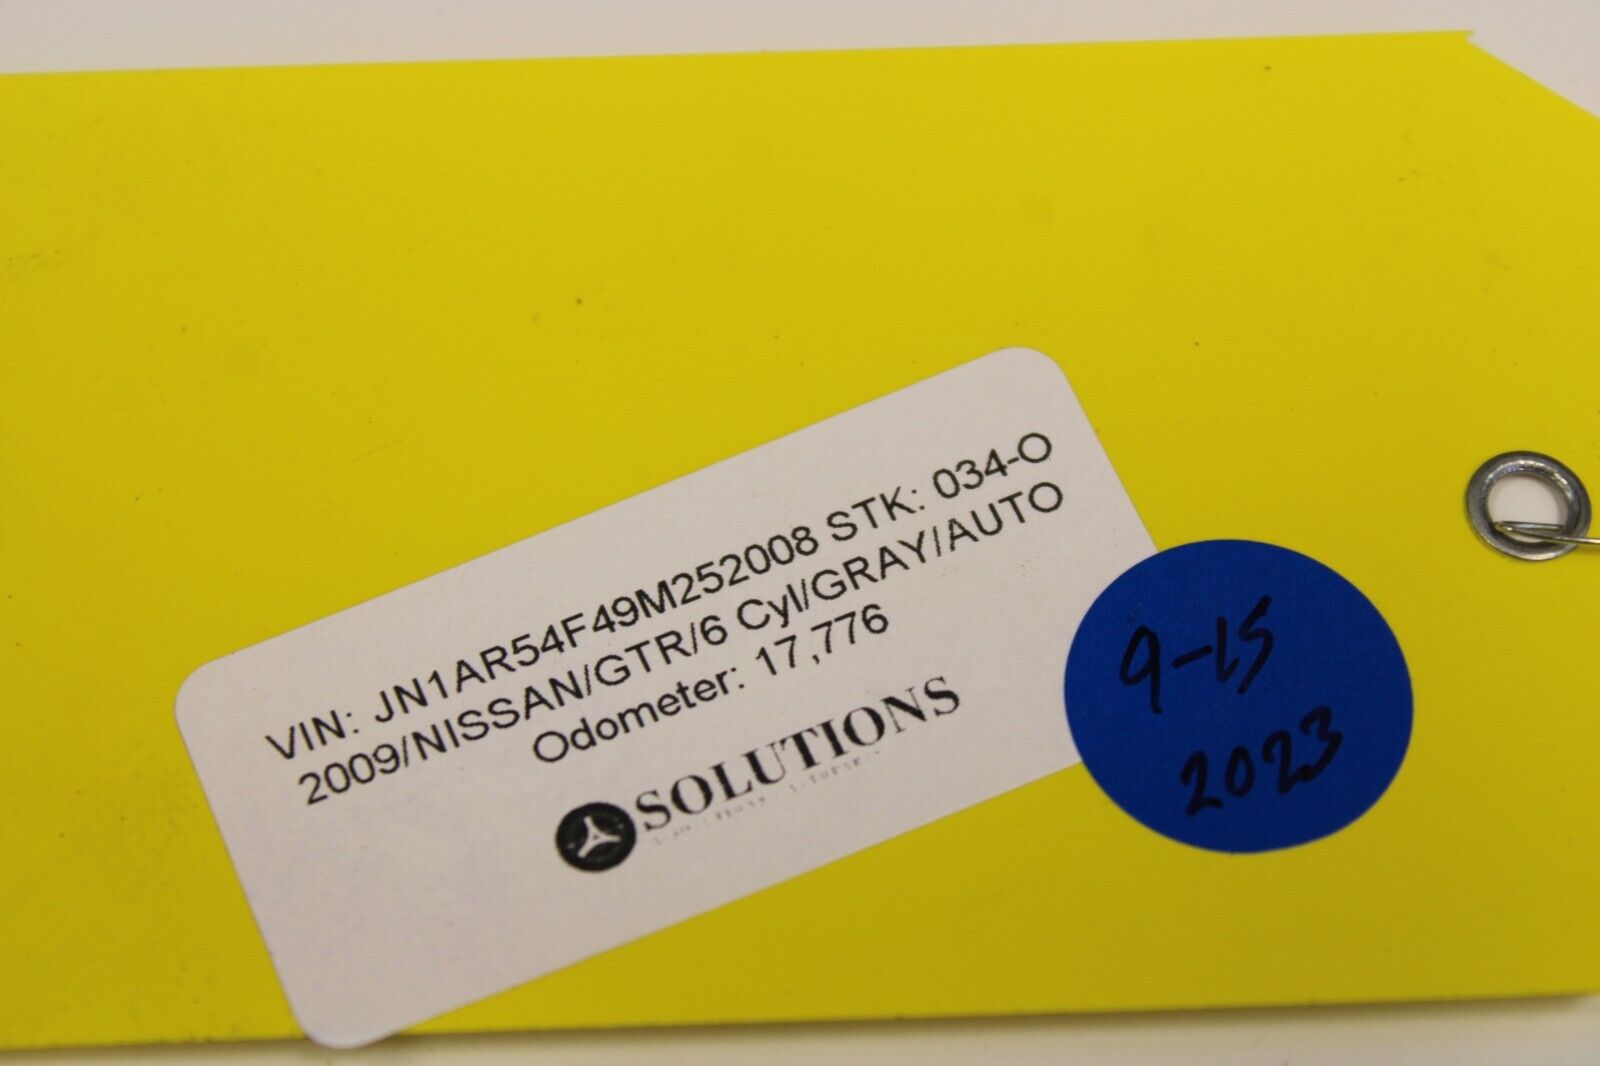 VIN: JN1AR54F49M252008 STK: 034-O
2009/NISSAN/GTR/6 Cyl/GRAY/AUTO
Odometer: 17,776
SOLUTIONS
9-15
2023